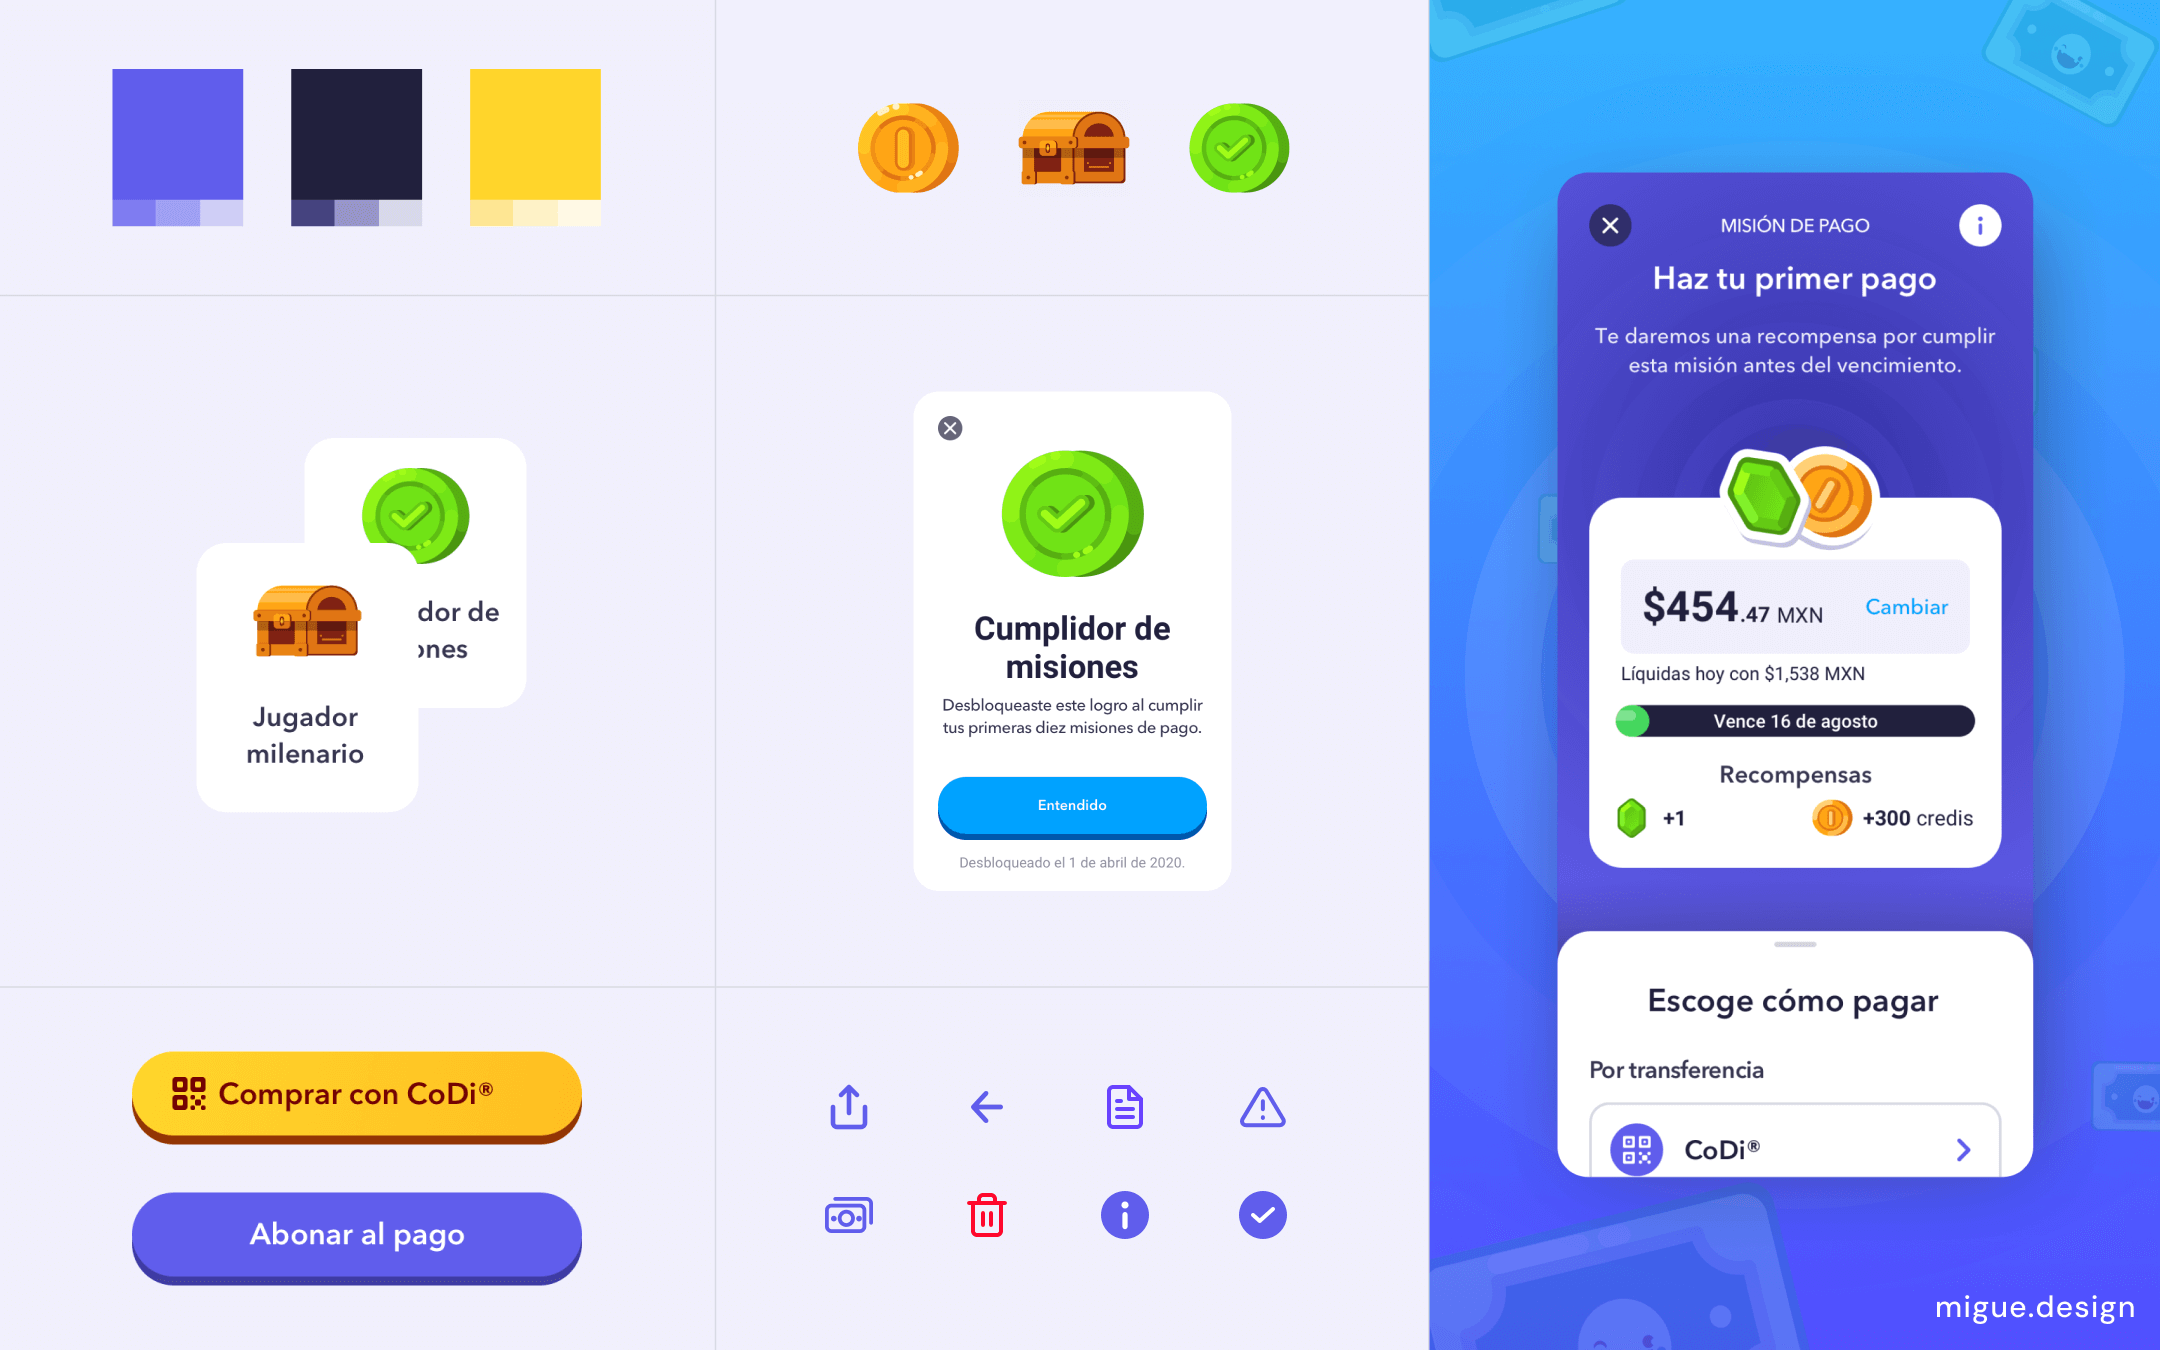 dor de
ones
Jugador
milenario
Cumplidor de
misiones
Desbloqueaste este logro al cumplir
tus primeras diez misiones de pago.
Entendido
Desbloqueado el 1 de abril de 2020.
Comprar con CoDi®
Abonar al pago
MISIÓN DE PAGO
Haz tu primer pago
Te daremos una recompensa por cumplir
esta misión antes del vencimiento.
$454.47 MXN Cambiar
Líquidas hoy con $1,538 MXN
Vence 16 de agosto
Recompensas
+1 +300 credis
Escoge cómo pagar
Por transferencia
CoDi®
migue.design